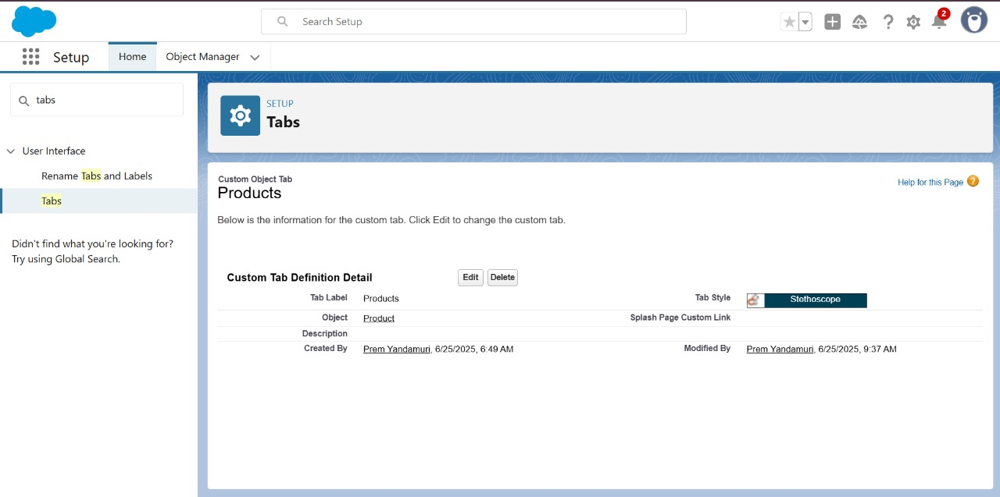 Search Setup
2
Setup
Home
Object Manager
tabs
User Interface
Rename Tabs and Labels
Tabs
Didn't find what you're looking for?
Try using Global Search.
SETUP
Tabs
Custom Object Tab
Products
Help for this Page ?
Below is the information for the custom tab. Click Edit to change the custom tab.
Custom Tab Definition Detail Edit Delete
Tab Label Products Tab Style Stethoscope
Object Product Splash Page Custom Link
Description
Created By Prem Yandamuri, 6/25/2025, 6:49 AM Modified By Prem Yandamuri, 6/25/2025, 9:37 AM